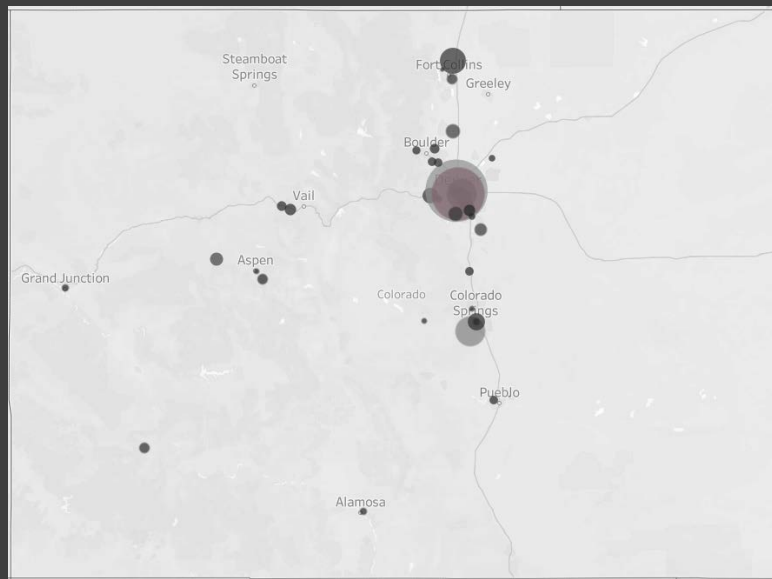 Steamboat
Springs
Fort Collins
Greeley
Boulder
Vail
Aspen
Grand Junction
Colorado
Colorado
Springs
Pueblo
Alamosa